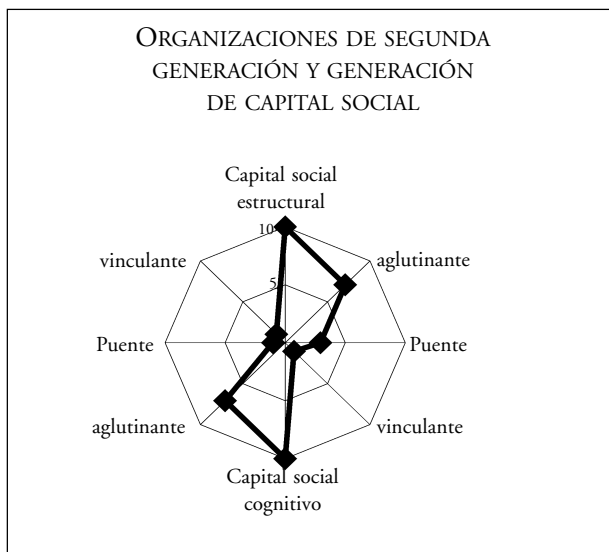 ORGANIZACIONES DE SEGUNDA
GENERACIÓN Y GENERACIÓN
DE CAPITAL SOCIAL
Capital social
estructural
10
vinculante
aglutinante
5
Puente
Puente
aglutinante
vinculante
Capital social
cognitivo